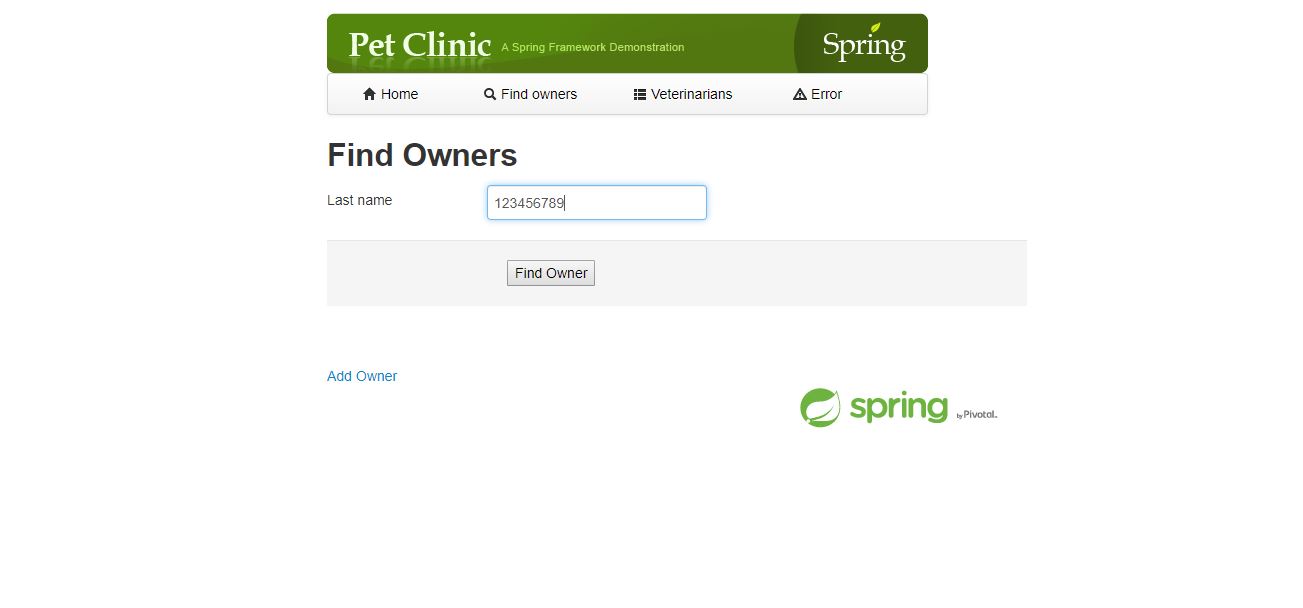 Pet Clinic A Spring Framework Demonstration Spring
Home Find owners Veterinarians Error
Find Owners
Last name 123456789
Find Owner
Add Owner
spring by Pivotal.